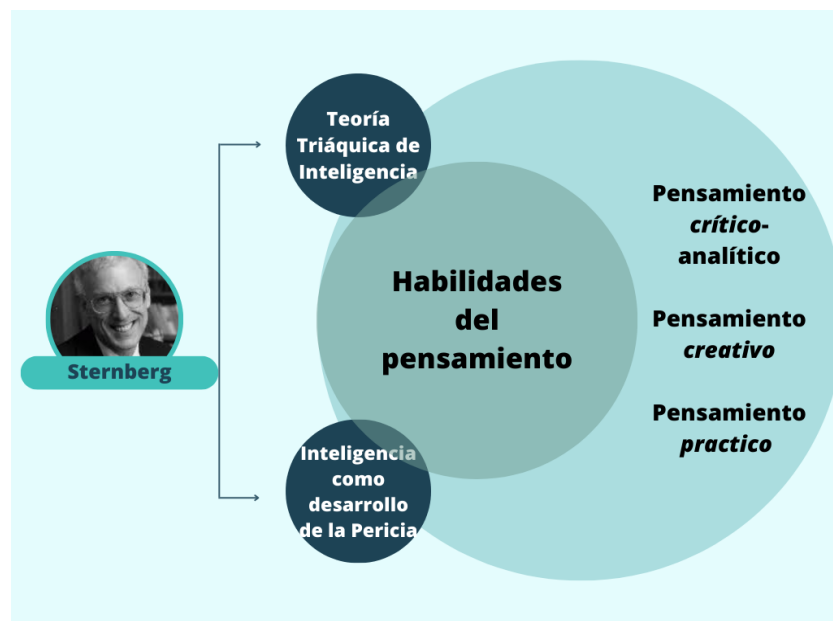 Teoría
Triáquica de
Inteligencia
Sternberg
Habilidades
del
pensamiento
Inteligencia
como
desarrollo
de la Pericia
Pensamiento
crítico-
analítico
Pensamiento
creativo
Pensamiento
practico